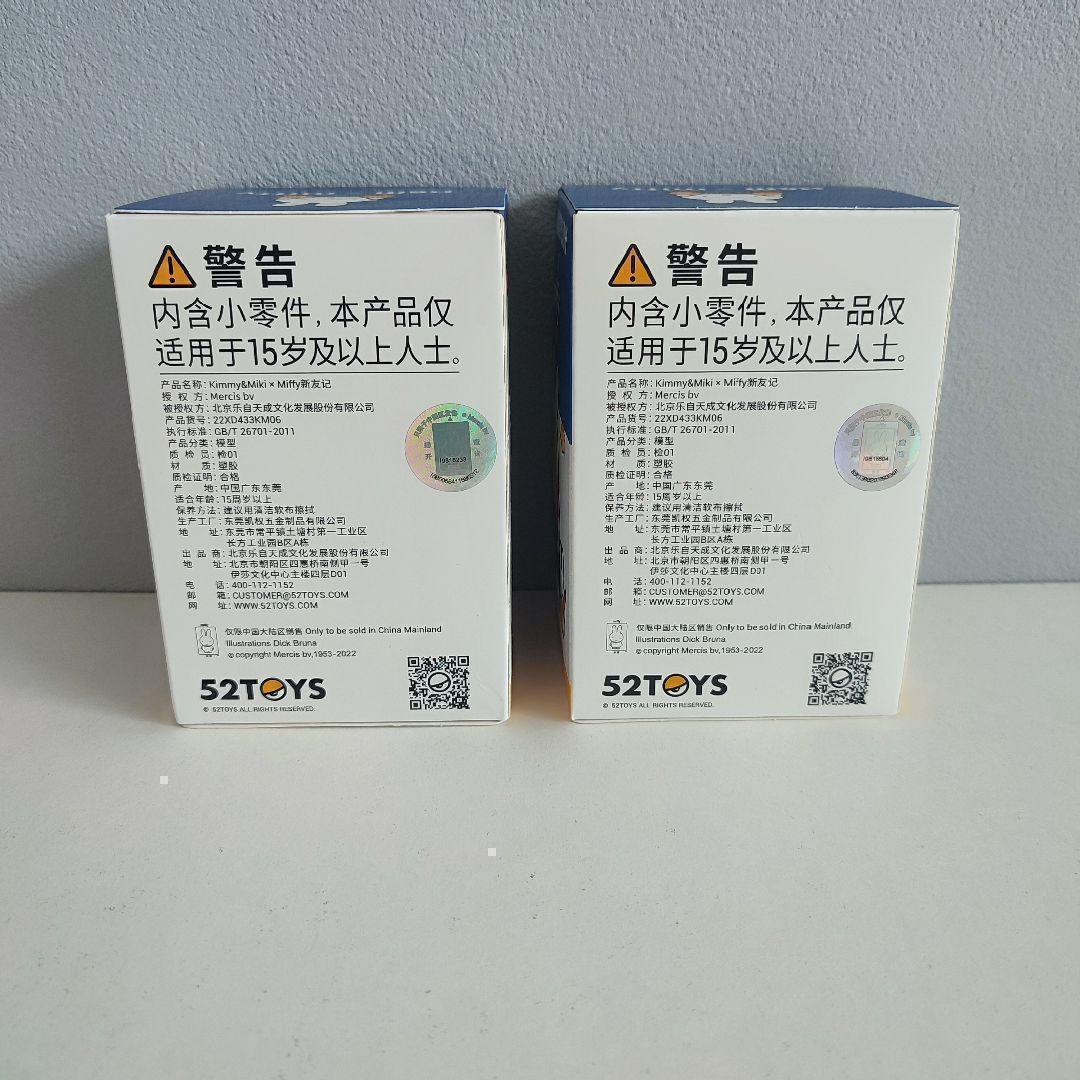 警告
内含小零件，本产品仅
适用于15岁及以上人士。
产品名称：Kimmy&Miki × Miffy新友记
授 权 方：Mercis bv
被授权方：北京乐自天成文化发展股份有限公司
产品货号：22XD433KM06
执行标准：GB/T 26701-2011
产品分类：模型
质 检 员：检01
材 质：塑胶
质检证明：合格
产 地：中国广东东莞
适合年龄：15周岁以上
保养方法：建议用清洁软布擦拭
生产工厂：东莞凯权五金制品有限公司
地 址：东莞市常平镇土塘村第一工业区
长方工业园B区A栋
出 品 商：北京乐自天成文化发展股份有限公司
地 址：北京市朝阳区四惠桥南侧甲一号
伊莎文化中心主楼四层D01
电 话：400-112-1152
邮 箱：CUSTOMER@52TOYS.COM
网 址：WWW.52TOYS.COM
仅限中国大陆区销售 Only to be sold in China Mainland
Illustrations Dick Bruna
© copyright Mercis bv,1953-2022
52TOYS
© 52TOYS ALL RIGHTS RESERVED.
警告
内含小零件，本产品仅
适用于15岁及以上人士。
产品名称：Kimmy&Miki × Miffy新友记
授 权 方：Mercis bv
被授权方：北京乐自天成文化发展股份有限公司
产品货号：22XD433KM06
执行标准：GB/T 26701-2011
产品分类：模型
质 检 员：检01
材 质：塑胶
质检证明：合格
产 地：中国广东东莞
适合年龄：15周岁以上
保养方法：建议用清洁软布擦拭
生产工厂：东莞凯权五金制品有限公司
地 址：东莞市常平镇土塘村第一工业区
长方工业园B区A栋
出 品 商：北京乐自天成文化发展股份有限公司
地 址：北京市朝阳区四惠桥南侧甲一号
伊莎文化中心主楼四层D01
电 话：400-112-1152
邮 箱：CUSTOMER@52TOYS.COM
网 址：WWW.52TOYS.COM
仅限中国大陆区销售 Only to be sold in China Mainland
Illustrations Dick Bruna
© copyright Mercis bv,1953-2022
52TOYS
© 52TOYS ALL RIGHTS RESERVED.